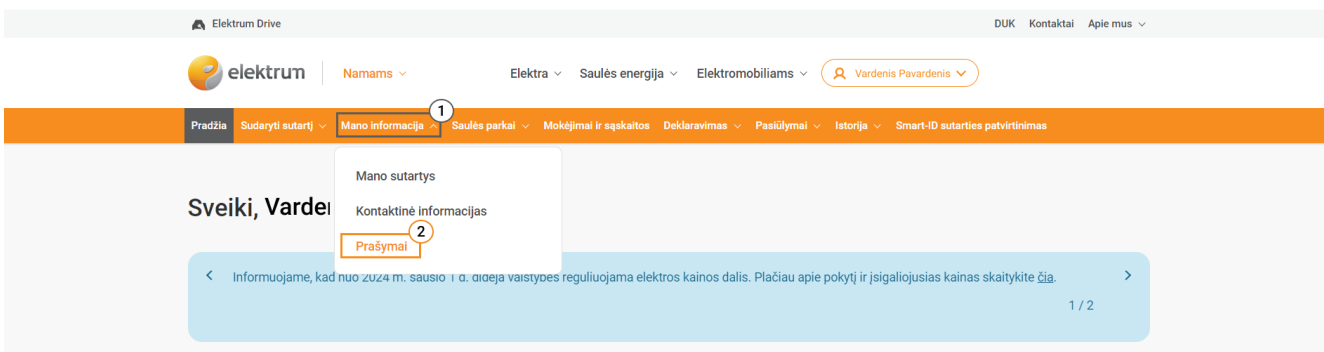 Elektrum Drive DUK Kontaktai Apie mus
elektrum Namams Elektra Saulės energija Elektromobiliams Vardenis Pavardenis
1
Pradžia Sudaryti sutartį Mano informacija Saulės parkai Mokėjimai ir sąskaitos Deklaravimas Pasiūlymai Istorija Smart-ID sutarties patvirtinimas
Mano sutartys
Sveiki, Varde
Kontaktinė informacijas
2
Prašymai
Informuojame, kad nuo 2024 m. sausio 1 d. didėja valstybės reguliuojama elektros kainos dalis. Plačiau apie pokytį ir įsigaliojusias kainas skaitykite čia.
1 / 2